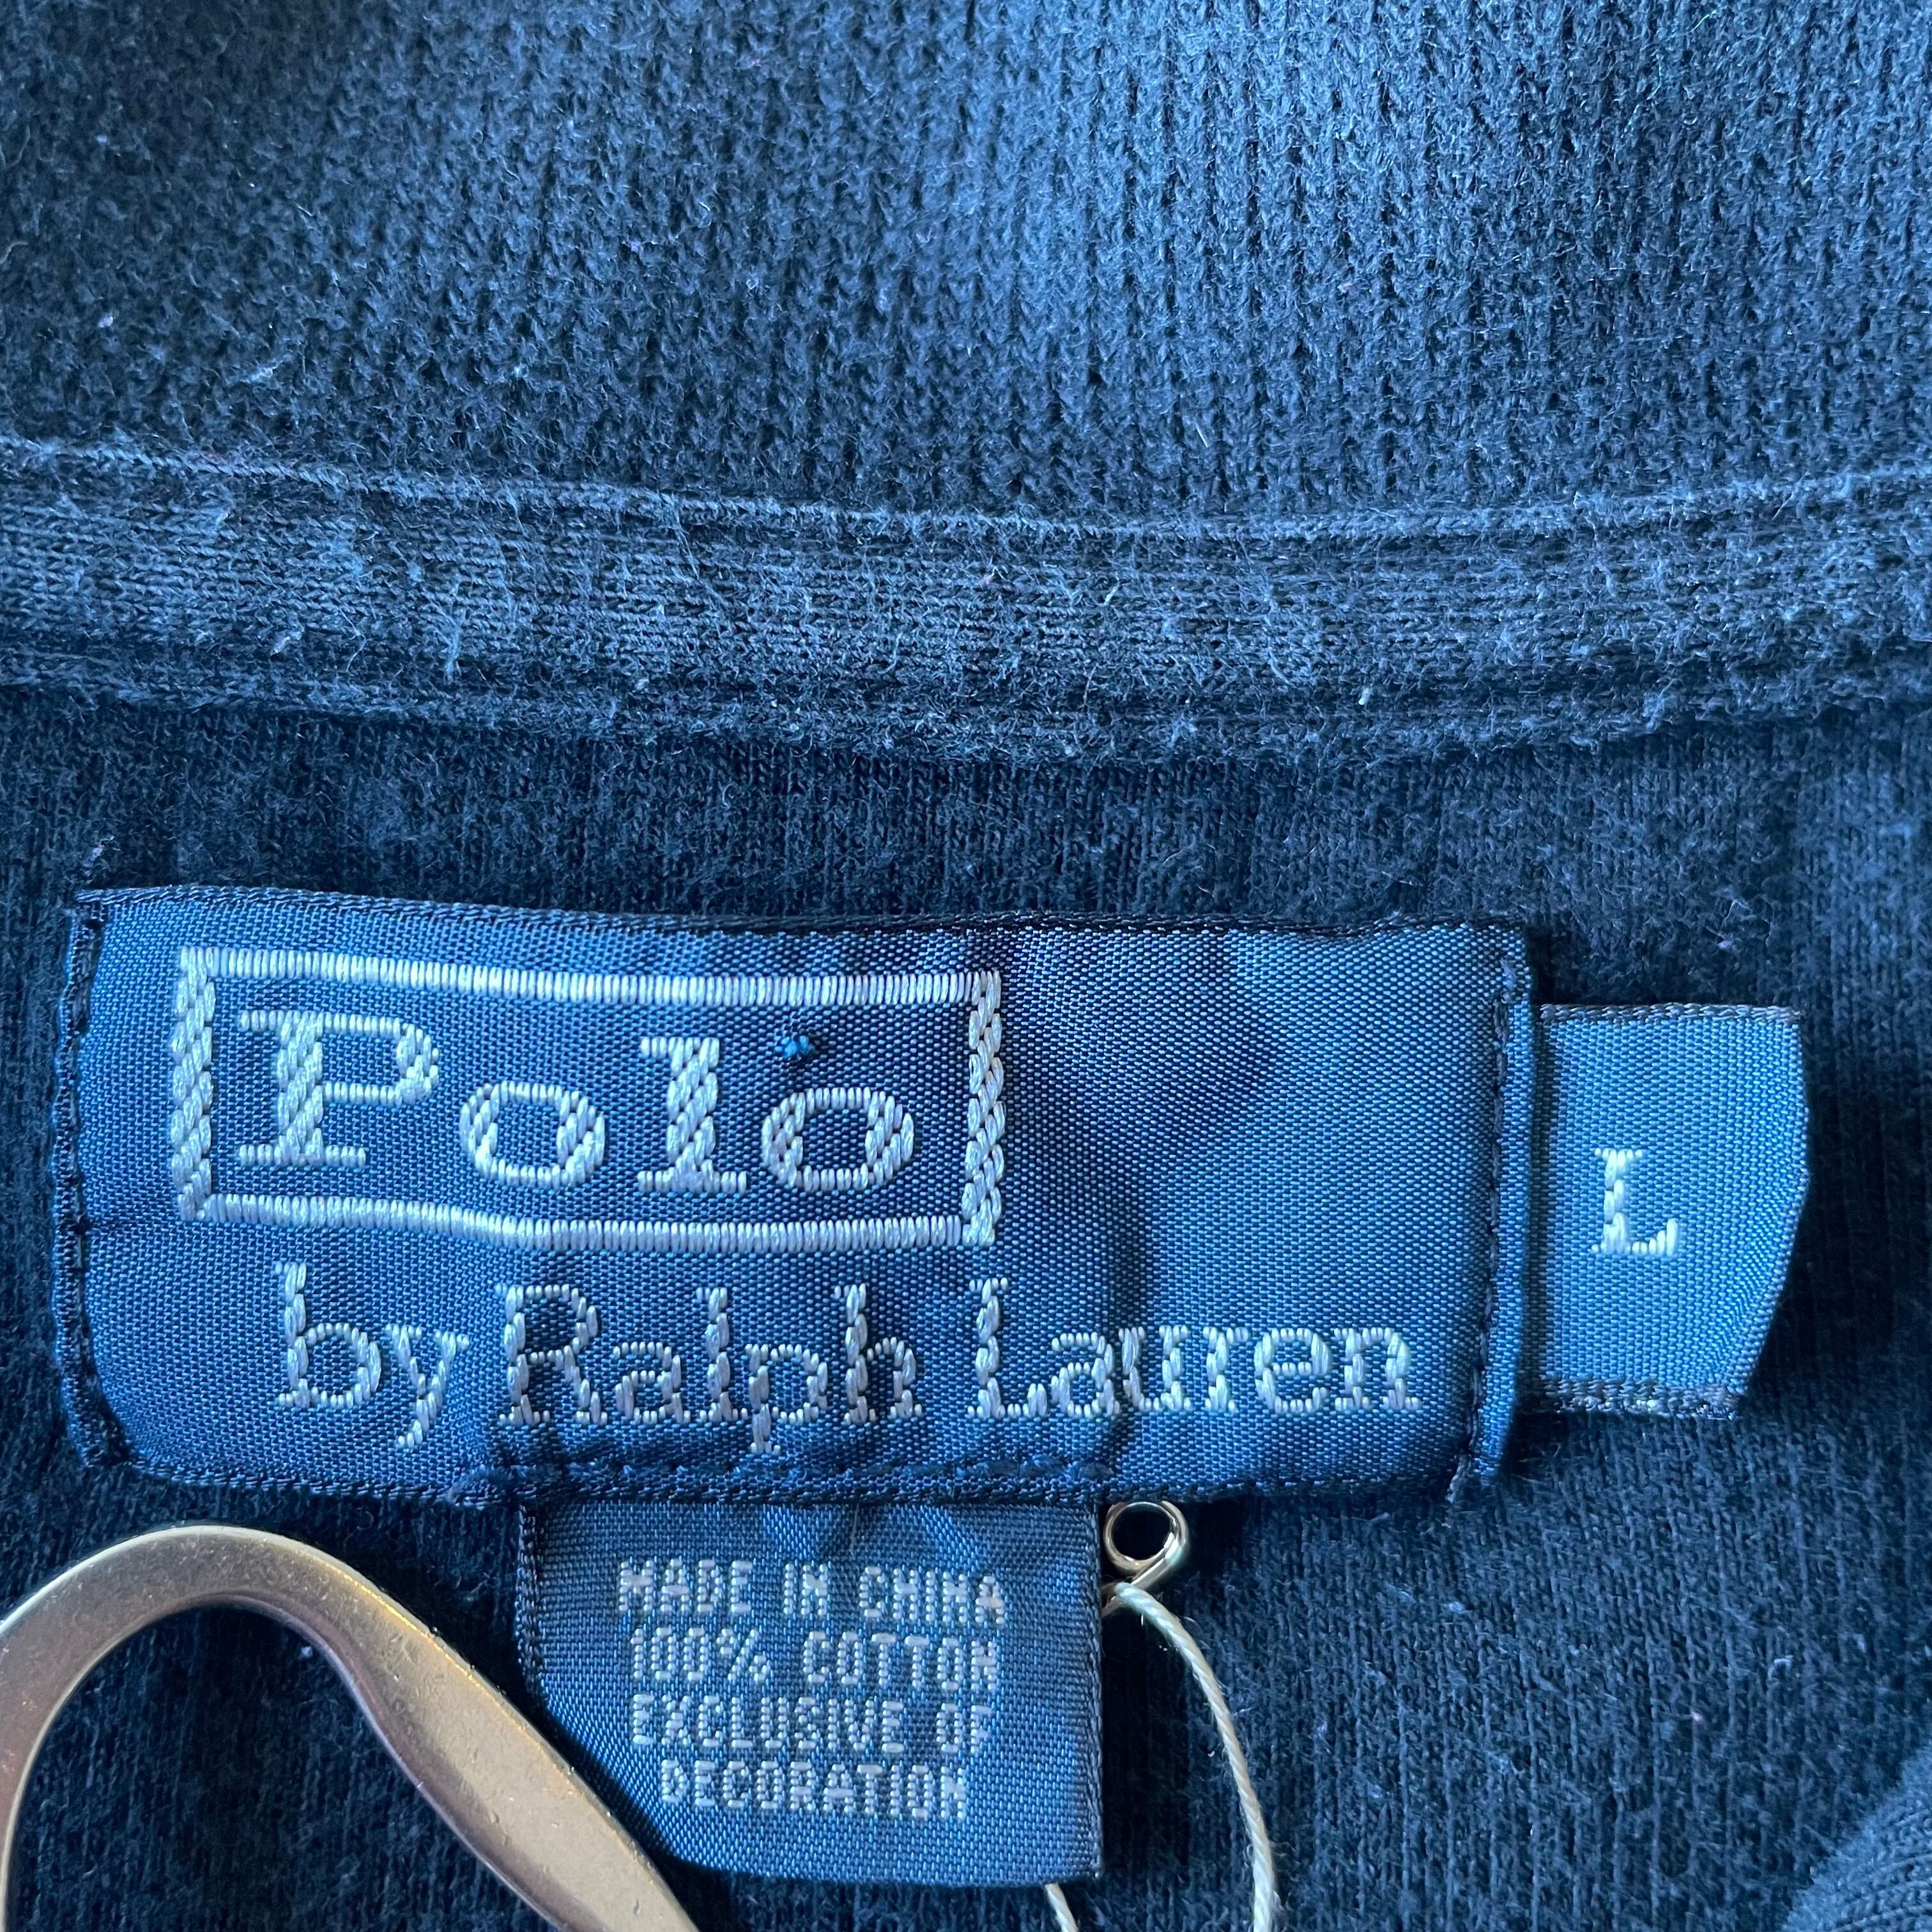 Polo
by Ralph Lauren
L
MADE IN CHINA
100% COTTON
EXCLUSIVE OF
DECORATION